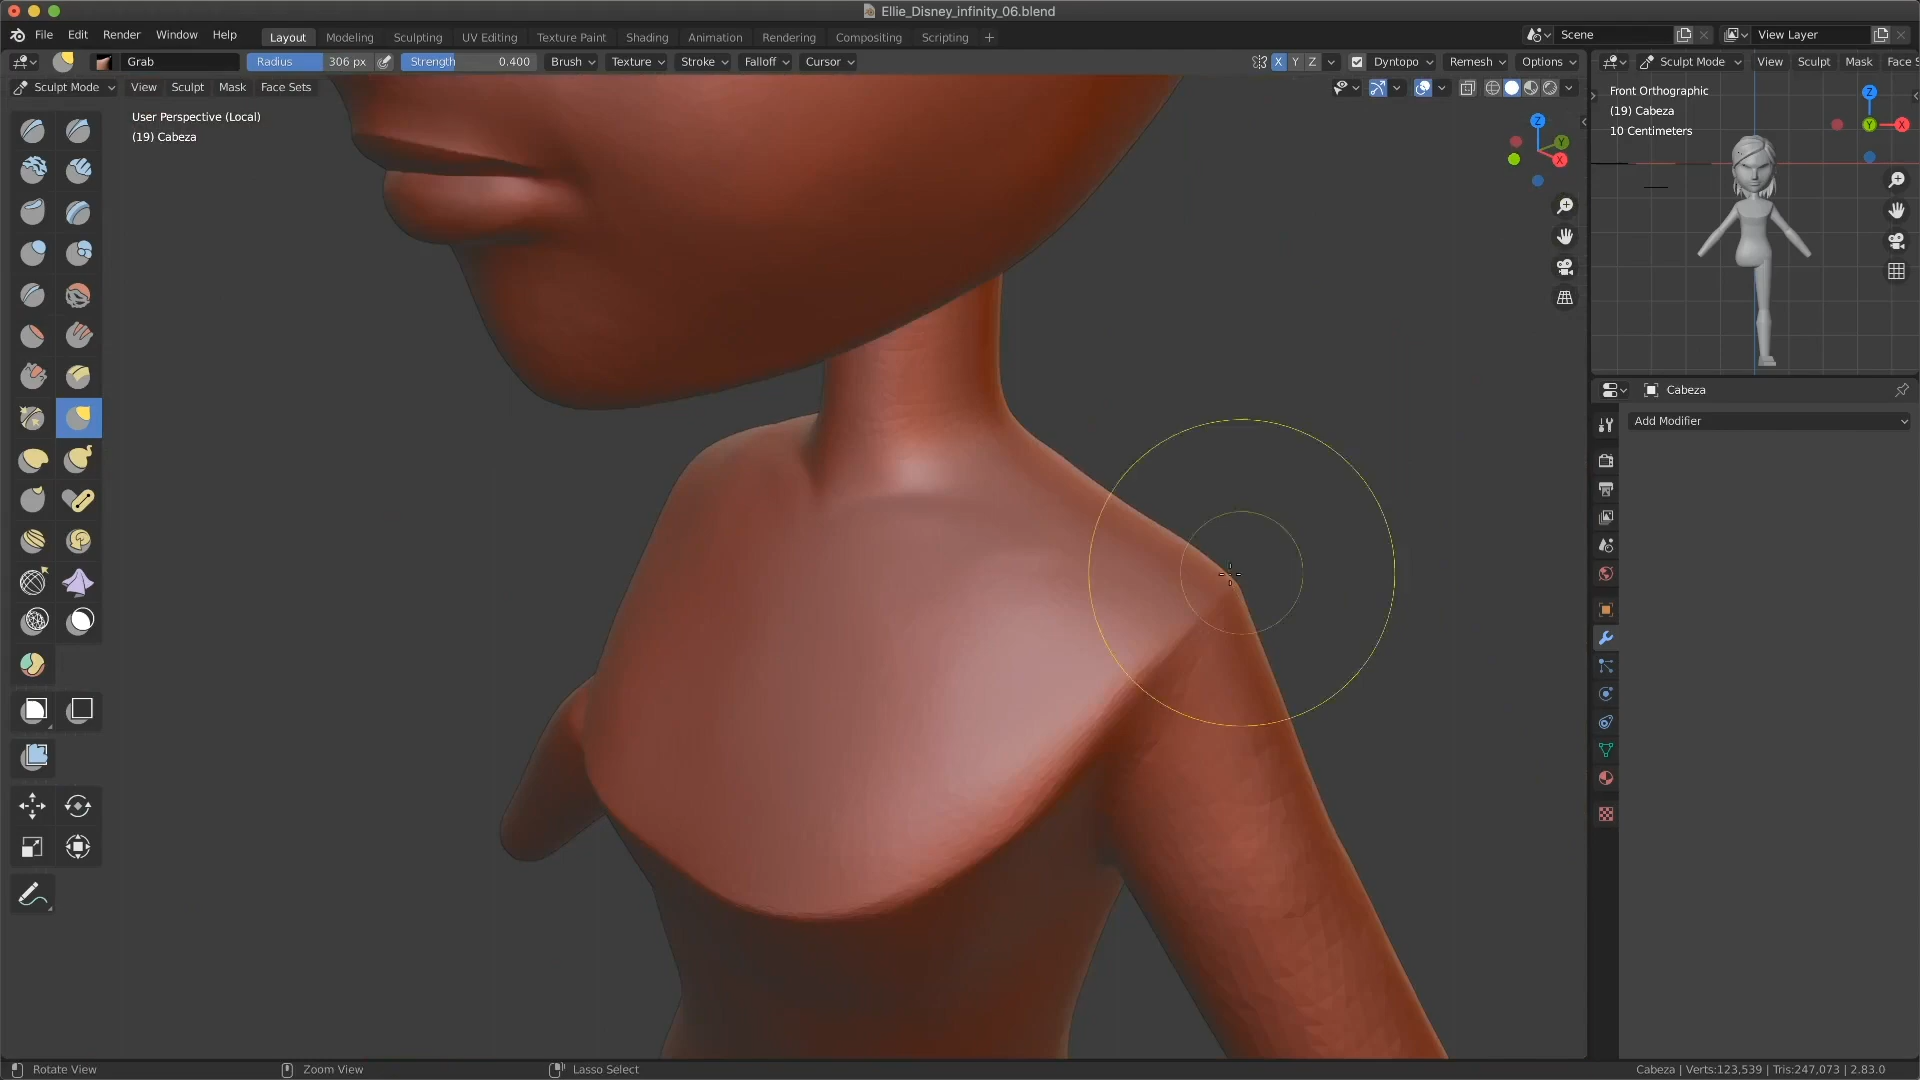 Ellie_Disney_infinity_06.blend
File Edit Render Window Help Layout Modeling Sculpting UV Editing Texture Paint Shading Animation Rendering Compositing Scripting + Scene View Layer
Grab Radius 306 px Strength 0.400 Brush Texture Stroke Falloff Cursor X Y Z Dyntopo Remesh Options Sculpt Mode View Sculpt Mask Face S
Sculpt Mode View Sculpt Mask Face Sets
User Perspective (Local)
(19) Cabeza
Z
Y
X
Front Orthographic
(19) Cabeza
10 Centimeters
Z
Y X
Cabeza
Add Modifier
Rotate View Zoom View Lasso Select Cabeza | Verts:123,539 | Tris:247,073 | 2.83.0